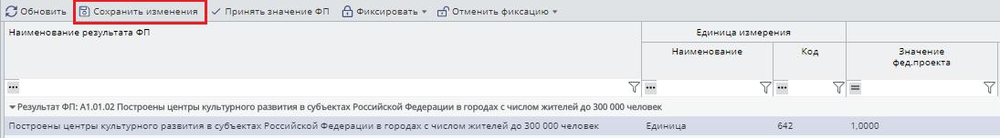 Обновить Сохранить изменения Принять значение ФП Фиксировать Отменить фиксацию
Наименование результата ФП Единица измерения
Наименование Код Значение
фед.проекта
Результат ФП: A1.01.02 Построены центры культурного развития в субъектах Российской Федерации в городах с числом жителей до 300 000 человек
Построены центры культурного развития в субъектах Российской Федерации в городах с числом жителей до 300 000 человек Единица 642 1,0000